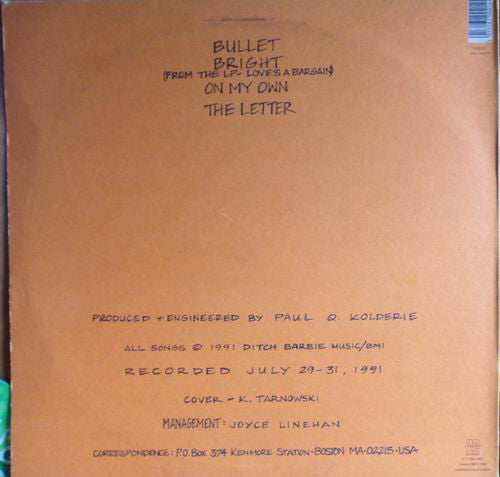 BULLET
BRIGHT
(FROM THE LP- LOVE'S A BARGAIN)
ON MY OWN
THE LETTER
PRODUCED + ENGINEERED BY PAUL Q. KOLDERIE
ALL SONGS © 1991 DITCH BARBIE MUSIC/BMI
RECORDED JULY 29-31, 1991
COVER - K. TARNOWSKI
MANAGEMENT: JOYCE LINEHAN
CORRESPONDENCE: P.O. BOX 374 KENMORE STATION·BOSTON MA·02215·USA·